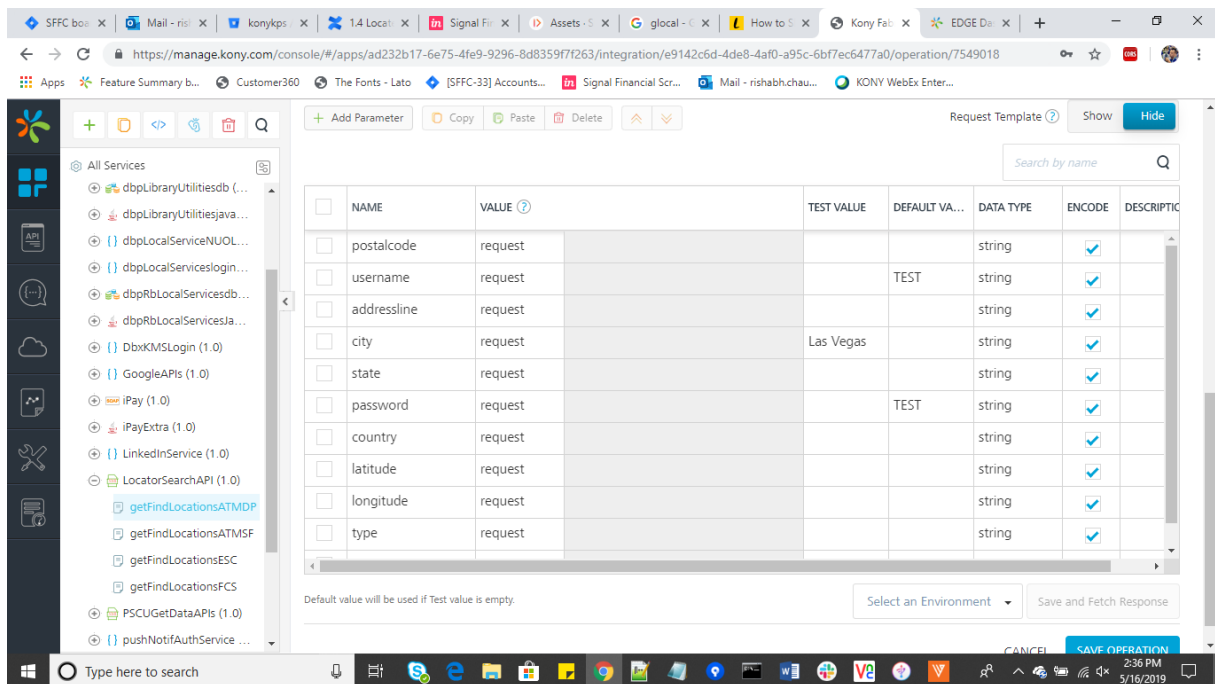 SFFC boa
Mail - rist
konykps
1.4 Locat
Signal Fir
Assets · S
glocal - G
How to S
Kony Fab
EDGE Da
https://manage.kony.com/console/#/apps/ad232b17-6e75-4fe9-9296-8d8359f7f263/integration/e9142c6d-4de8-4af0-a95c-6bf7ec6477a0/operation/7549018
CORS
Apps
Feature Summary b...
Customer360
The Fonts - Lato
[SFFC-33] Accounts...
Signal Financial Scr...
Mail - rishabh.chau...
KONY WebEx Enter...
Add Parameter
Copy
Paste
Delete
Request Template
Show
Hide
Search by name
All Services
dbpLibraryUtilitiesdb (...
dbpLibraryUtilitiesjava...
dbpLocalServiceNUOL...
dbpLocalServiceslogin...
dbpRbLocalServicesdb...
dbpRbLocalServicesJa...
DbxKMSLogin (1.0)
GoogleAPIs (1.0)
iPay (1.0)
iPayExtra (1.0)
LinkedInService (1.0)
LocatorSearchAPI (1.0)
getFindLocationsATMDP
getFindLocationsATMSF
getFindLocationsESC
getFindLocationsFCS
PSCUGetDataAPIs (1.0)
pushNotifAuthService ...
API
NAME VALUE TEST VALUE DEFAULT VA... DATA TYPE ENCODE DESCRIPTIC
postalcode request string
username request TEST string
addressline request string
city request Las Vegas string
state request string
password request TEST string
country request string
latitude request string
longitude request string
type request string
Default value will be used if Test value is empty.
Select an Environment
Save and Fetch Response
CANCEL
SAVE OPERATION
Type here to search
2:36 PM
5/16/2019